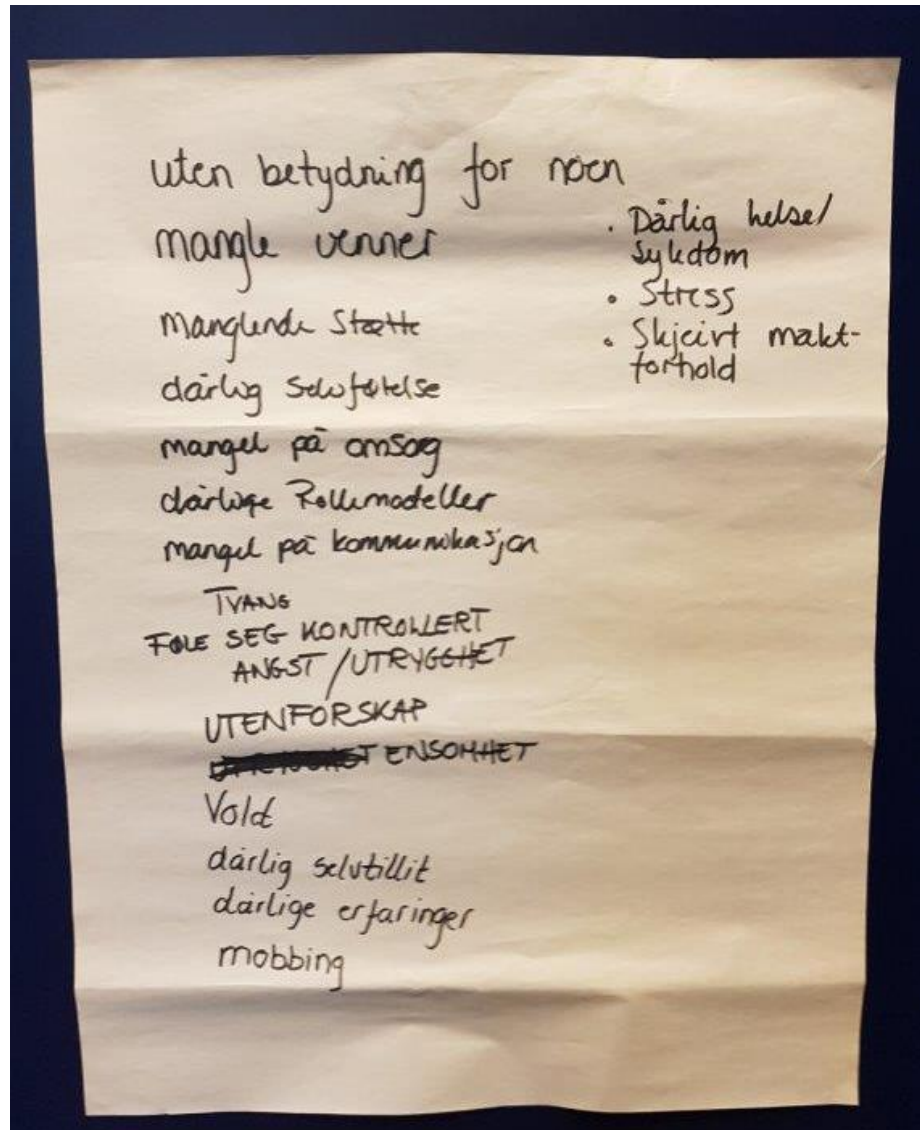 uten betydning for noen
mangle venner
manglende støtte
dårlig selvfølelse
mangel på omsorg
dårlige Rollemodeller
mangel på kommunikasjon
TVANG
FØLE SEG KONTROLLERT
ANGST / UTRYGGHET
UTENFORSKAP
ENSOMHET
Vold
dårlig selvtillit
dårlige erfaringer
mobbing
• Dårlig helse/
sykdom
• Stress
• Skjeivt makt-
forhold